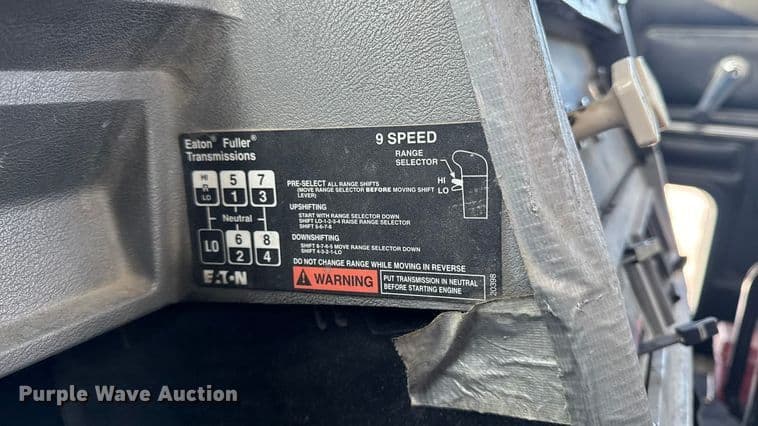 Eaton® Fuller®
Transmissions
9 SPEED
RANGE
SELECTOR
HI
LO
HI
R
LO
5
1
7
3
Neutral
LO
6
2
8
4
EATON
PRE-SELECT ALL RANGE SHIFTS
(MOVE RANGE SELECTOR BEFORE MOVING SHIFT
LEVER)
UPSHIFTING
START WITH RANGE SELECTOR DOWN
SHIFT LO-1-2-3-4 RAISE RANGE SELECTOR
SHIFT 5-6-7-8
DOWNSHIFTING
SHIFT 8-7-6-5 MOVE RANGE SELECTOR DOWN
SHIFT 4-3-2-1-LO
DO NOT CHANGE RANGE WHILE MOVING IN REVERSE
WARNING
PUT TRANSMISSION IN NEUTRAL
BEFORE STARTING ENGINE
20398
Purple Wave Auction